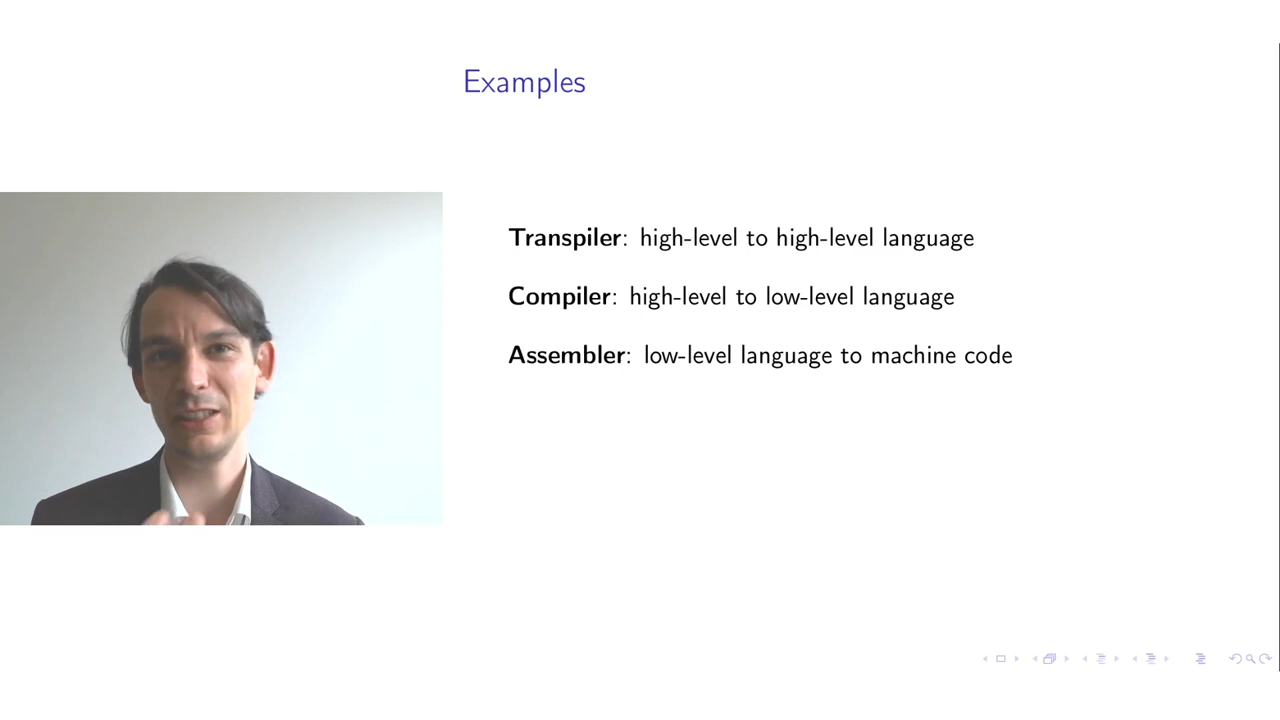 Examples
Transpiler: high-level to high-level language
Compiler: high-level to low-level language
Assembler: low-level language to machine code